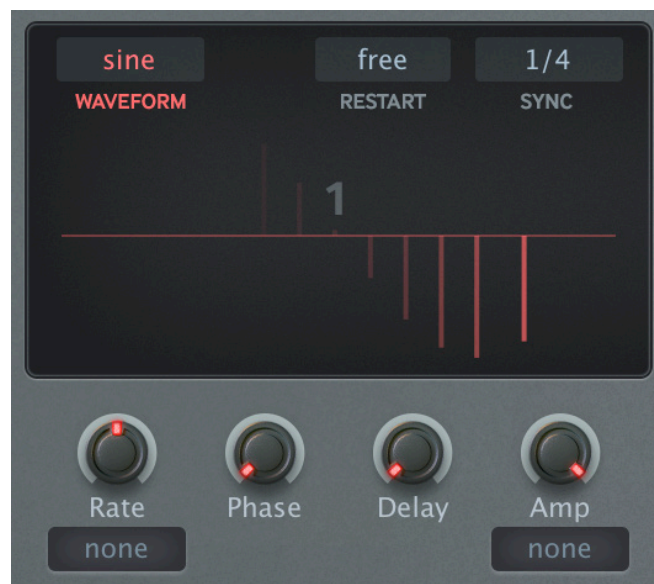 sine free 1/4
WAVEFORM RESTART SYNC
1
Rate Phase Delay Amp
none none